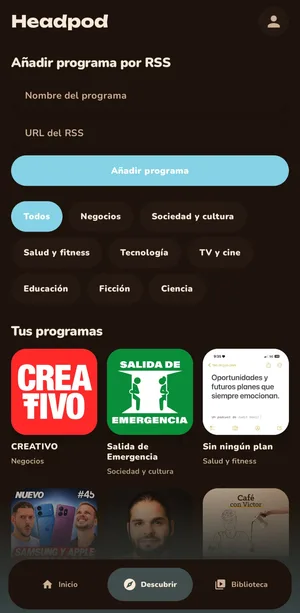 Headpod
Añadir programa por RSS
Nombre del programa
URL del RSS
Añadir programa
Todos
Negocios
Sociedad y cultura
Salud y fitness
Tecnología
TV y cine
Educación
Ficción
Ciencia
Tus programas
CREA
TIVO
SALIDA DE
EMERGENCIA
Oportunidades y
futuros planes que
siempre emocionan.
CREATIVO
Negocios
Salida de
Emergencia
Sociedad y cultura
Sin ningún plan
Salud y fitness
NUEVO
#45
SAMSUNG Y APPLE
Café
con Victor
Inicio
Descubrir
Biblioteca